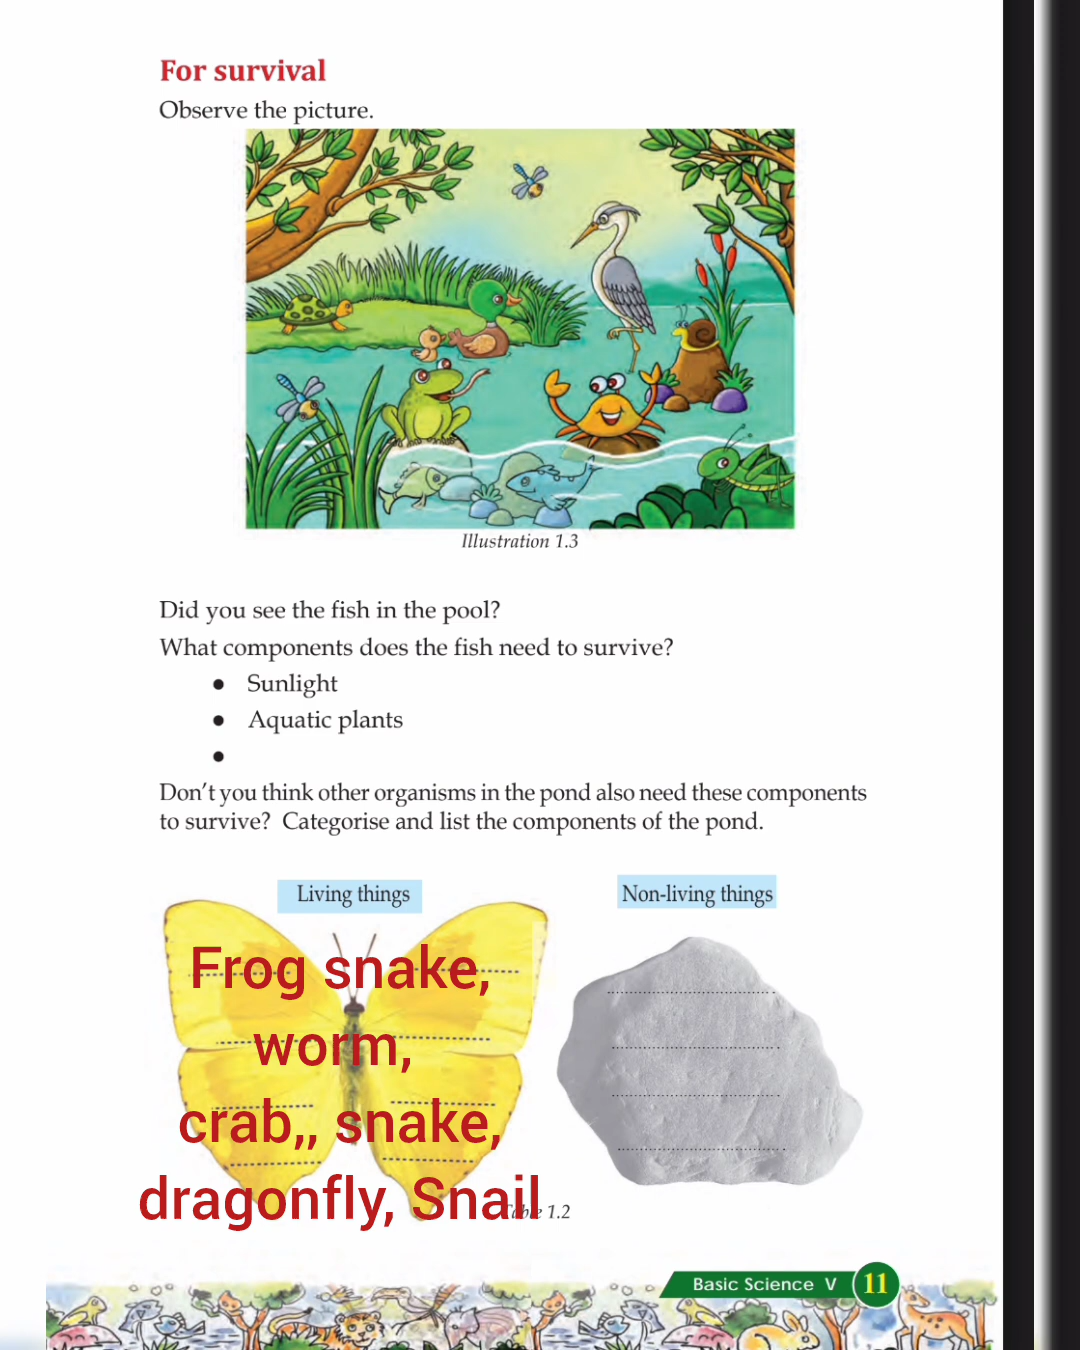 For survival
Observe the picture.
Illustration 1.3
Did you see the fish in the pool?
What components does the fish need to survive?
● Sunlight
● Aquatic plants
●
Don't you think other organisms in the pond also need these components
to survive? Categorise and list the components of the pond.
Living things
Non-living things
Frog snake,
worm,
crab,, snake,
dragonfly, Snail
Table 1.2
Basic Science V 11